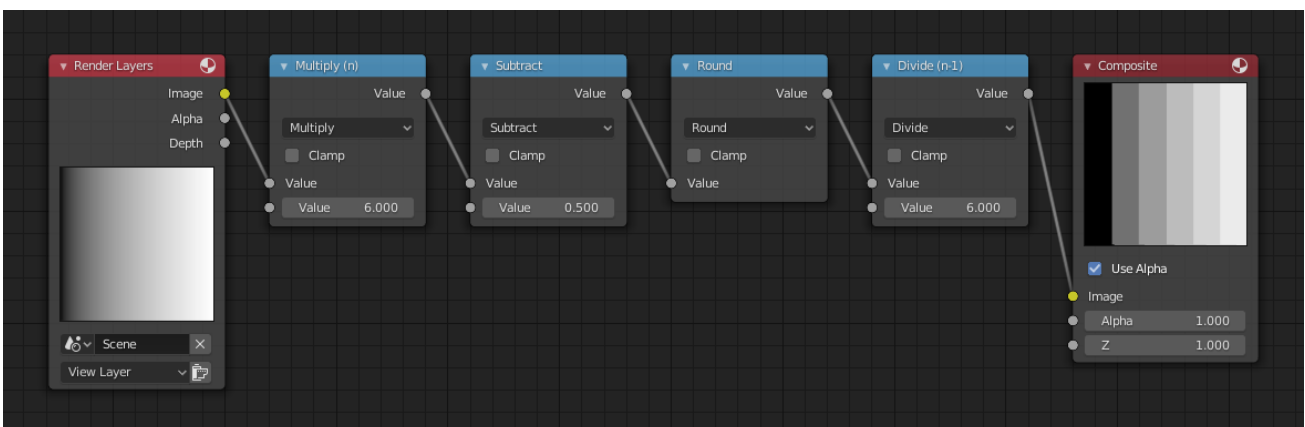 Render Layers
Image
Alpha
Depth
Scene
View Layer
Multiply (n)
Value
Multiply
Clamp
Value
Value 6.000
Subtract
Value
Subtract
Clamp
Value
Value 0.500
Round
Value
Round
Clamp
Value
Divide (n-1)
Value
Divide
Clamp
Value
Value 6.000
Composite
Use Alpha
Image
Alpha 1.000
Z 1.000